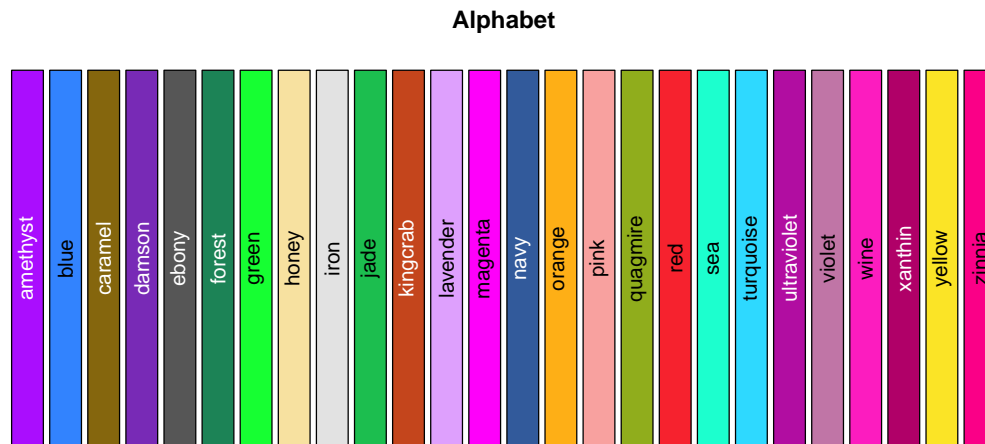 Alphabet
amethyst
blue
caramel
damson
ebony
forest
green
honey
iron
jade
kingcrab
lavender
magenta
navy
orange
pink
quagmire
red
sea
turquoise
ultraviolet
violet
wine
xanthin
yellow
zinnia